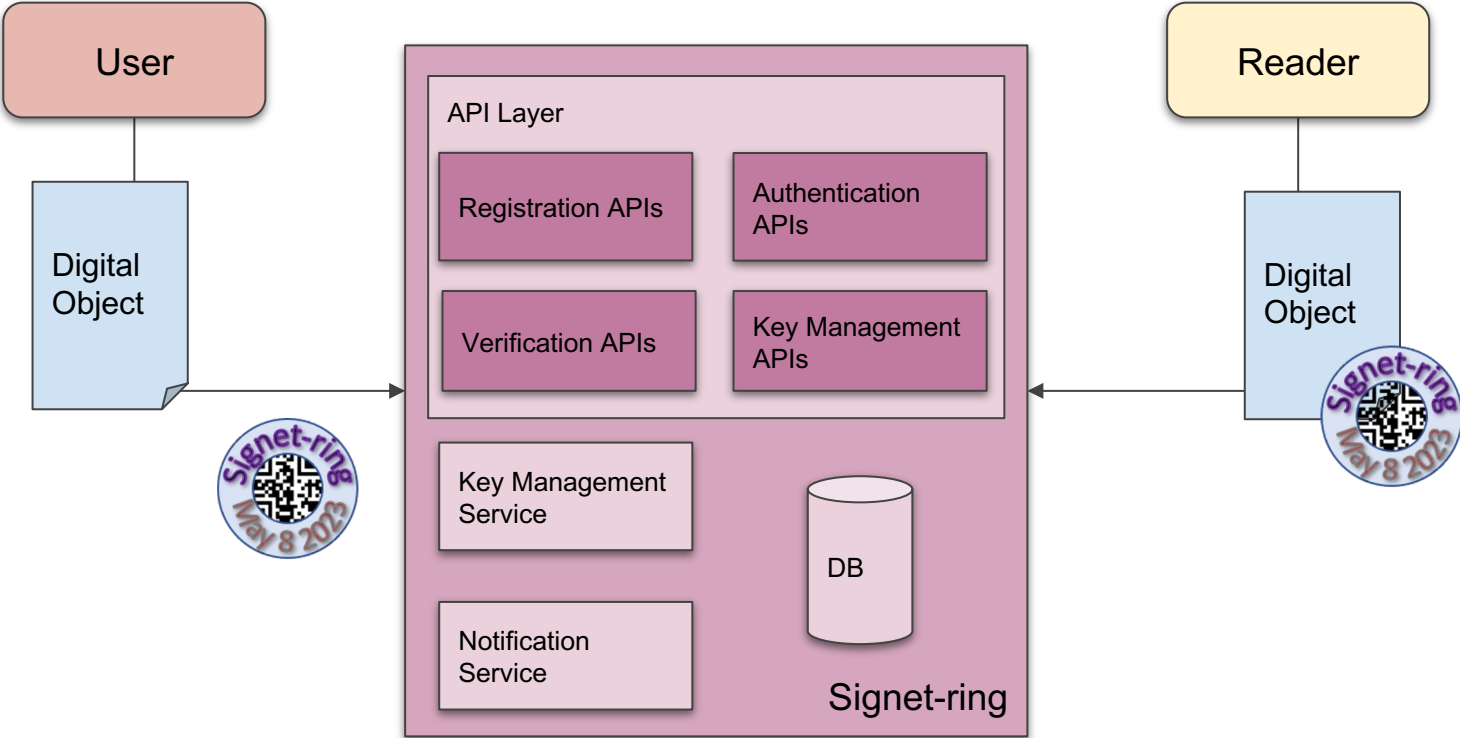 User
Reader
API Layer
Registration APIs
Authentication
APIs
Digital
Object
Digital
Object
Verification APIs
Key Management
APIs
Signet-ring
May 8 2023
Signet-ring
May 8 2023
Key Management
Service
DB
Notification
Service
Signet-ring